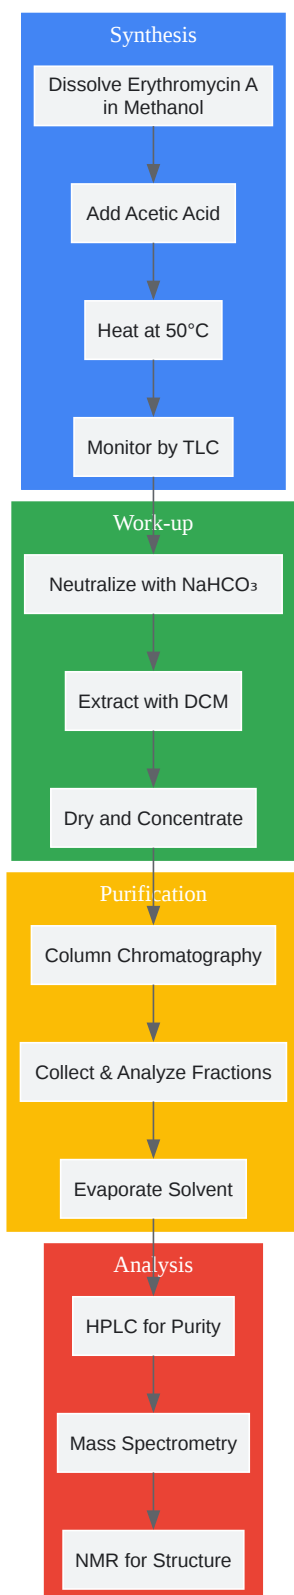 Synthesis
Dissolve Erythromycin A
in Methanol
Add Acetic Acid
Heat at 50°C
Monitor by TLC
Work-up
Neutralize with NaHCO₃
Extract with DCM
Dry and Concentrate
Purification
Column Chromatography
Collect & Analyze Fractions
Evaporate Solvent
Analysis
HPLC for Purity
Mass Spectrometry
NMR for Structure